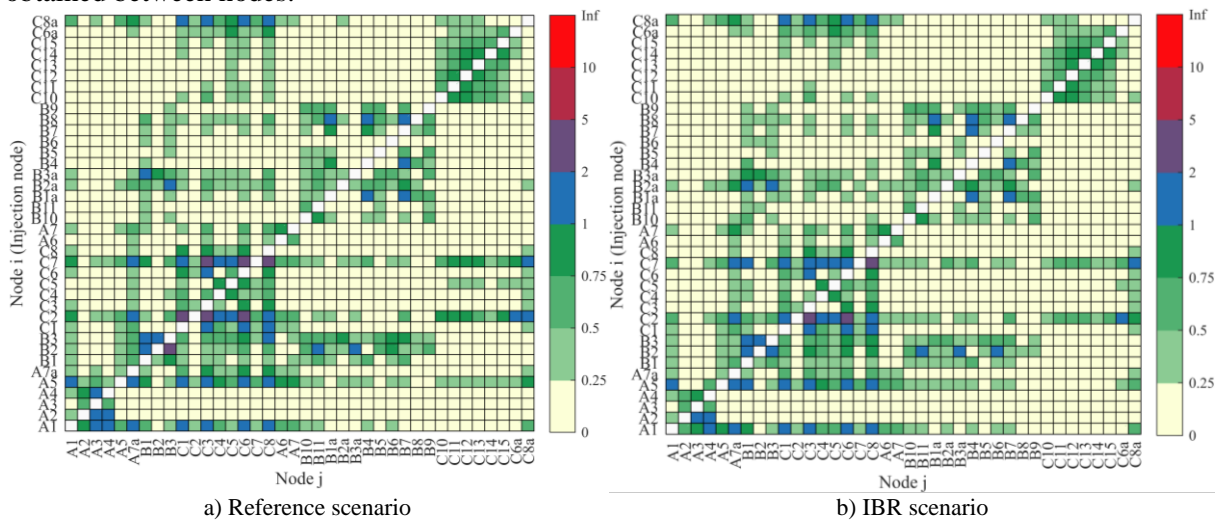 obtained between nodes.
Node i (Injection node)
C8a
C6a
C15
C14
C13
C12
C11
C10
B9
B8
B7
B6
B5
B4
B3a
B2a
B1a
B11
B10
A7
A6
C8
C7
C6
C5
C4
C3
C2
C1
B3
B2
B1
A7a
A5
A4
A3
A2
A1
A1 A2 A3 A4 A5 A7a B1 B2 B3 C1 C2 C3 C4 C5 C6 C7 C8 A6 A7 B10 B11 B1a B2a B3a B4 B5 B6 B7 B8 B9 C10 C11 C12 C13 C14 C15 C6a C8a
Node j
Inf
10
5
2
1
0.75
0.5
0.25
0
a) Reference scenario
Node i (Injection node)
C8a
C6a
C15
C14
C13
C12
C11
C10
B9
B8
B7
B6
B5
B4
B3a
B2a
B1a
B11
B10
A7
A6
C8
C7
C6
C5
C4
C3
C2
C1
B3
B2
B1
A7a
A5
A4
A3
A2
A1
A1 A2 A3 A4 A5 A7a B1 B2 B3 C1 C2 C3 C4 C5 C6 C7 C8 A6 A7 B10 B11 B1a B2a B3a B4 B5 B6 B7 B8 B9 C10 C11 C12 C13 C14 C15 C6a C8a
Node j
Inf
10
5
2
1
0.75
0.5
0.25
0
b) IBR scenario